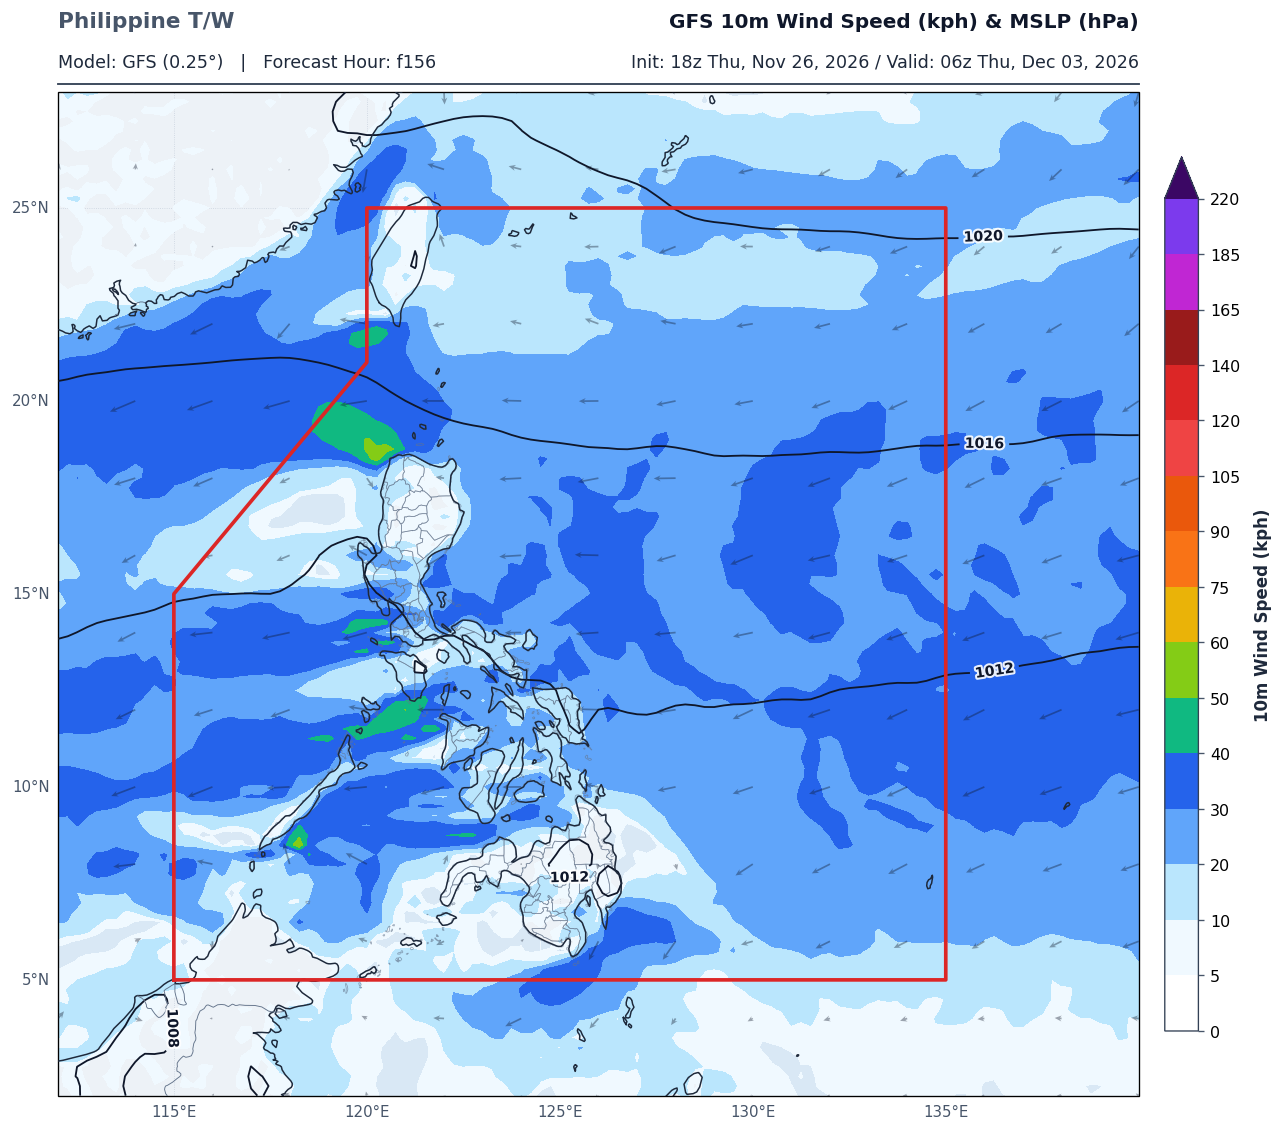 Philippine T/W
GFS 10m Wind Speed (kph) & MSLP (hPa)
Model: GFS (0.25°) | Forecast Hour: f156
Init: 18z Thu, Nov 26, 2026 / Valid: 06z Thu, Dec 03, 2026
25°N
20°N
15°N
10°N
5°N
115°E
120°E
125°E
130°E
135°E
1020
1016
1012
1012
1008
220
185
165
140
120
105
90
75
60
50
40
30
20
10
5
0
10m Wind Speed (kph)